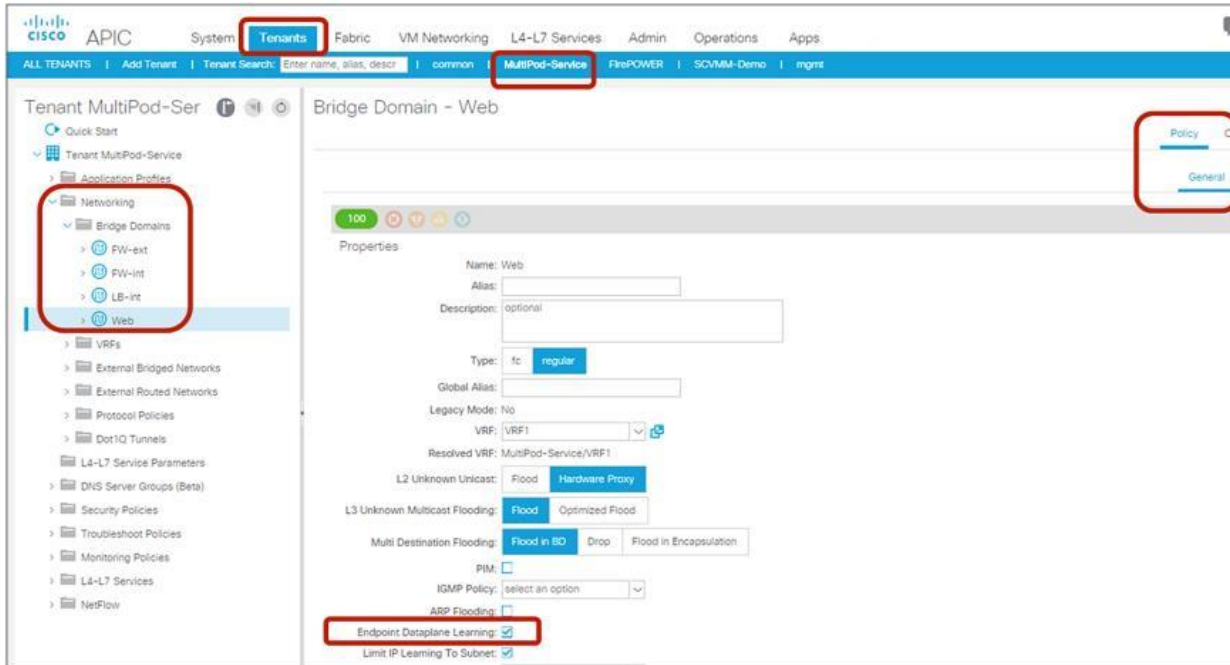 CISCO APIC System Tenants Fabric VM Networking L4-L7 Services Admin Operations Apps
ALL TENANTS | Add Tenant | Tenant Search: Enter name, alias, descr | common | MultiPod-Service FirePOWER | SCVMM-Demo | mgmt
Tenant MultiPod-Ser
Quick Start
Tenant MultiPod-Service
Application Profiles
Networking
Bridge Domains
FW-ext
FW-int
LB-int
Web
VRFs
External Bridged Networks
External Routed Networks
Protocol Policies
Dot1Q Tunnels
L4-L7 Service Parameters
DNS Server Groups (Beta)
Security Policies
Troubleshoot Policies
Monitoring Policies
L4-L7 Services
NetFlow
Bridge Domain - Web
Policy
General
100
Properties
Name: Web
Alias:
Description: optional
Type: fc regular
Global Alias:
Legacy Mode: No
VRF: VRF1
Resolved VRF: MultiPod-Service/VRF1
L2 Unknown Unicast: Flood Hardware Proxy
L3 Unknown Multicast Flooding: Flood Optimized Flood
Multi Destination Flooding: Flood in BD Drop Flood in Encapsulation
PIM:
IGMP Policy: select an option
ARP Flooding:
Endpoint Dataplane Learning:
Limit IP Learning To Subnet: